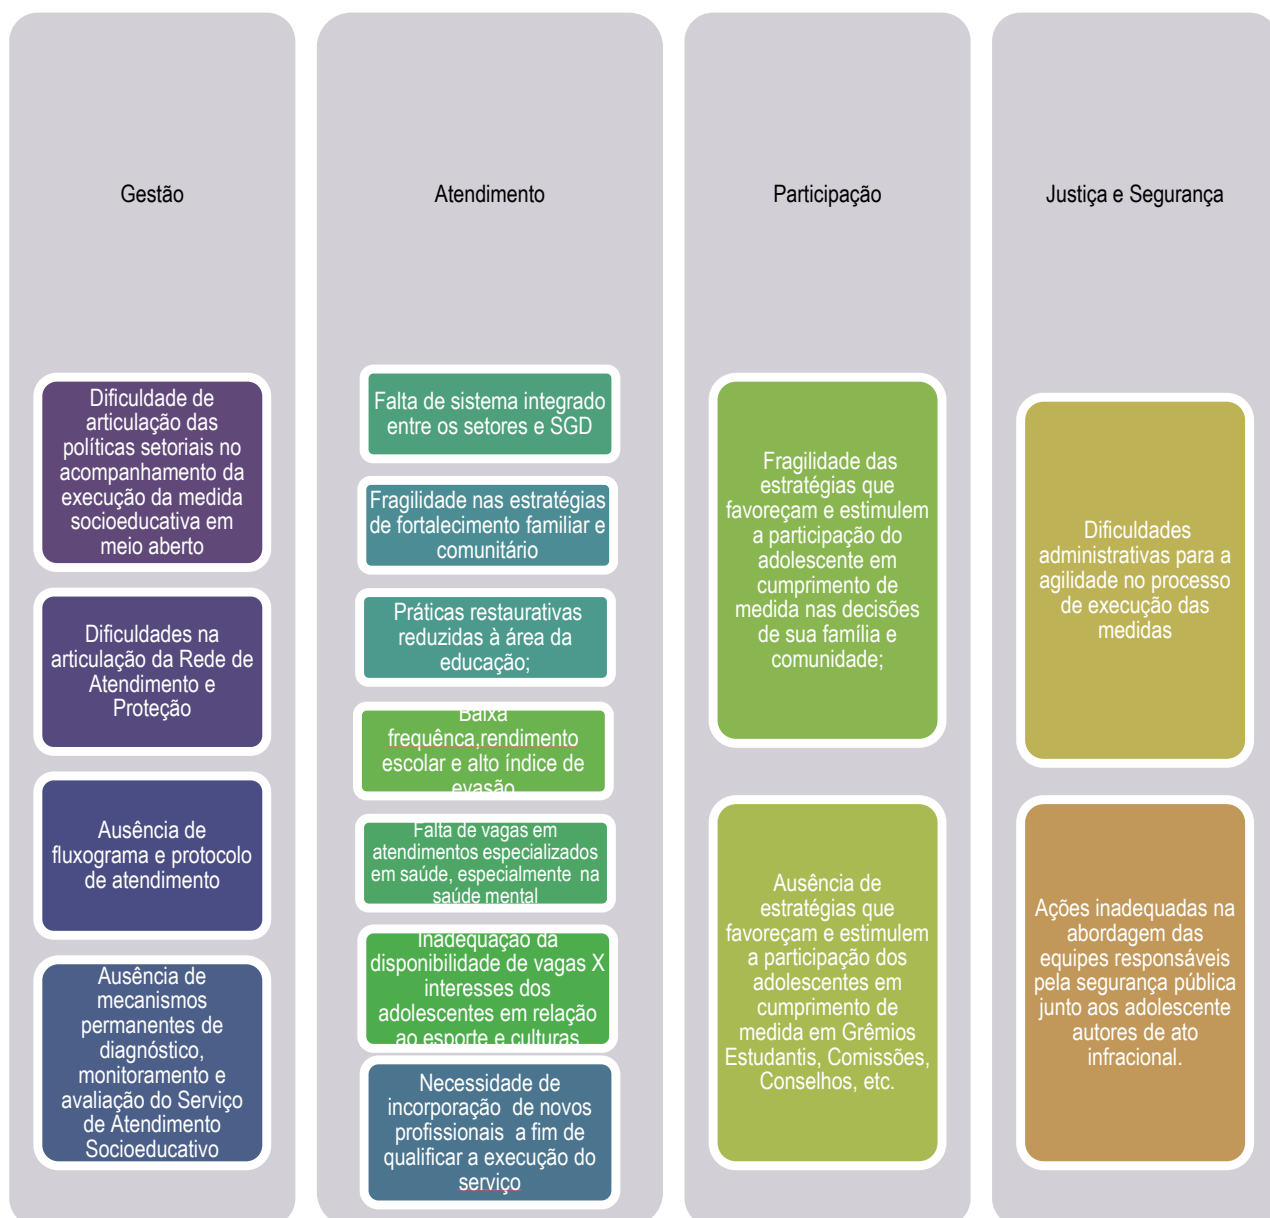 Gestão
Dificuldade de
articulação das
políticas setoriais no
acompanhamento da
execução da medida
socioeducativa em
meio aberto
Dificuldades na
articulação da Rede de
Atendimento e
Proteção
Ausência de
fluxograma e protocolo
de atendimento
Ausência de
mecanismos
permanentes de
diagnóstico,
monitoramento e
avaliação do Serviço
de Atendimento
Socioeducativo
Atendimento
Falta de sistema integrado
entre os setores e SGD
Fragilidade nas estratégias
de fortalecimento familiar e
comunitário
Práticas restaurativas
reduzidas à área da
educação;
Baixa
frequênca,rendimento
escolar e alto índice de
evasão
Falta de vagas em
atendimentos especializados
em saúde, especialmente na
saúde mental
Inadequação da
disponibilidade de vagas X
interesses dos
adolescentes em relação
ao esporte e culturas
Necessidade de
incorporação de novos
profissionais a fim de
qualificar a execução do
serviço
Participação
Fragilidade das
estratégias que
favoreçam e estimulem
a participação do
adolescente em
cumprimento de
medida nas decisões
de sua família e
comunidade;
Ausência de
estratégias que
favoreçam e estimulem
a participação dos
adolescentes em
cumprimento de
medida em Grêmios
Estudantis, Comissões,
Conselhos, etc.
Justiça e Segurança
Dificuldades
administrativas para a
agilidade no processo
de execução das
medidas
Ações inadequadas na
abordagem das
equipes responsáveis
pela segurança pública
junto aos adolescente
autores de ato
infracional.